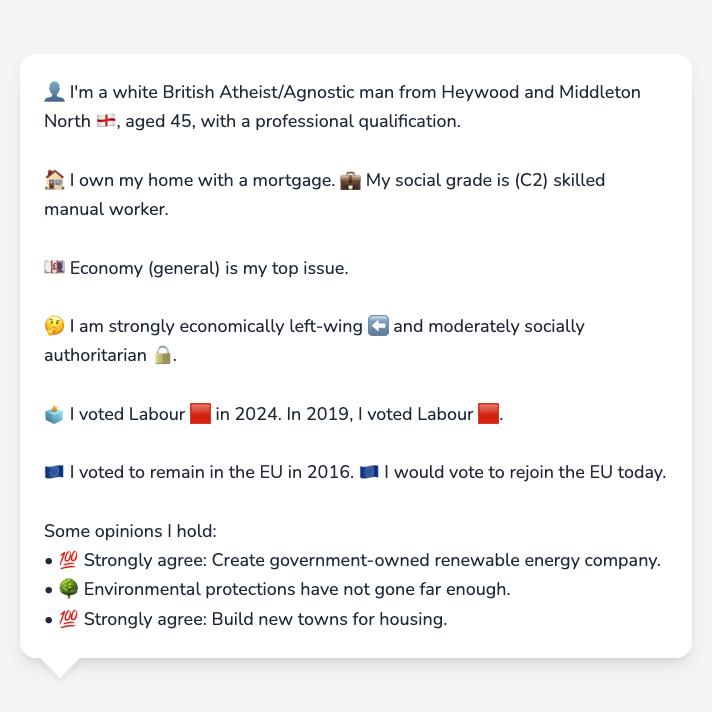 👤 I'm a white British Atheist/Agnostic man from Heywood and Middleton
North 🏴󠁧󠁢󠁥󠁮󠁧󠁿, aged 45, with a professional qualification.
🏠 I own my home with a mortgage. 💼 My social grade is (C2) skilled
manual worker.
💷 Economy (general) is my top issue.
🤔 I am strongly economically left-wing ⬅️ and moderately socially
authoritarian 🔒.
🗳️ I voted Labour 🟥 in 2024. In 2019, I voted Labour 🟥.
🇪🇺 I voted to remain in the EU in 2016. 🇪🇺 I would vote to rejoin the EU today.
Some opinions I hold:
• 💯 Strongly agree: Create government-owned renewable energy company.
• 🌳 Environmental protections have not gone far enough.
• 💯 Strongly agree: Build new towns for housing.